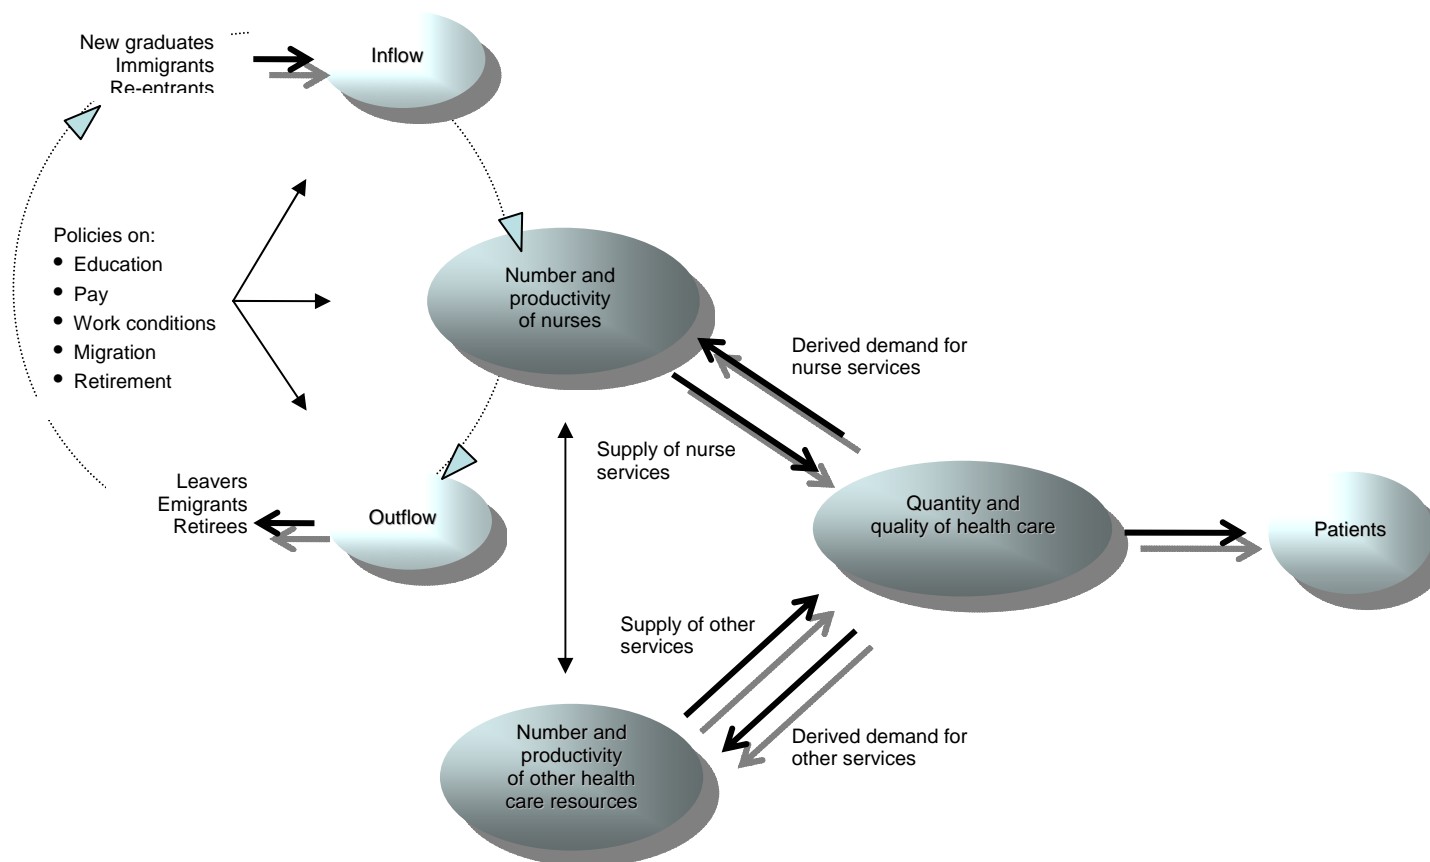 New graduates
Immigrants
Re-entrants
Inflow
Policies on:
• Education
• Pay
• Work conditions
• Migration
• Retirement
Number and
productivity
of nurses
Derived demand for
nurse services
Supply of nurse
services
Leavers
Emigrants
Retirees
Outflow
Quantity and
quality of health care
Patients
Supply of other
services
Number and
productivity
of other health
care resources
Derived demand for
other services